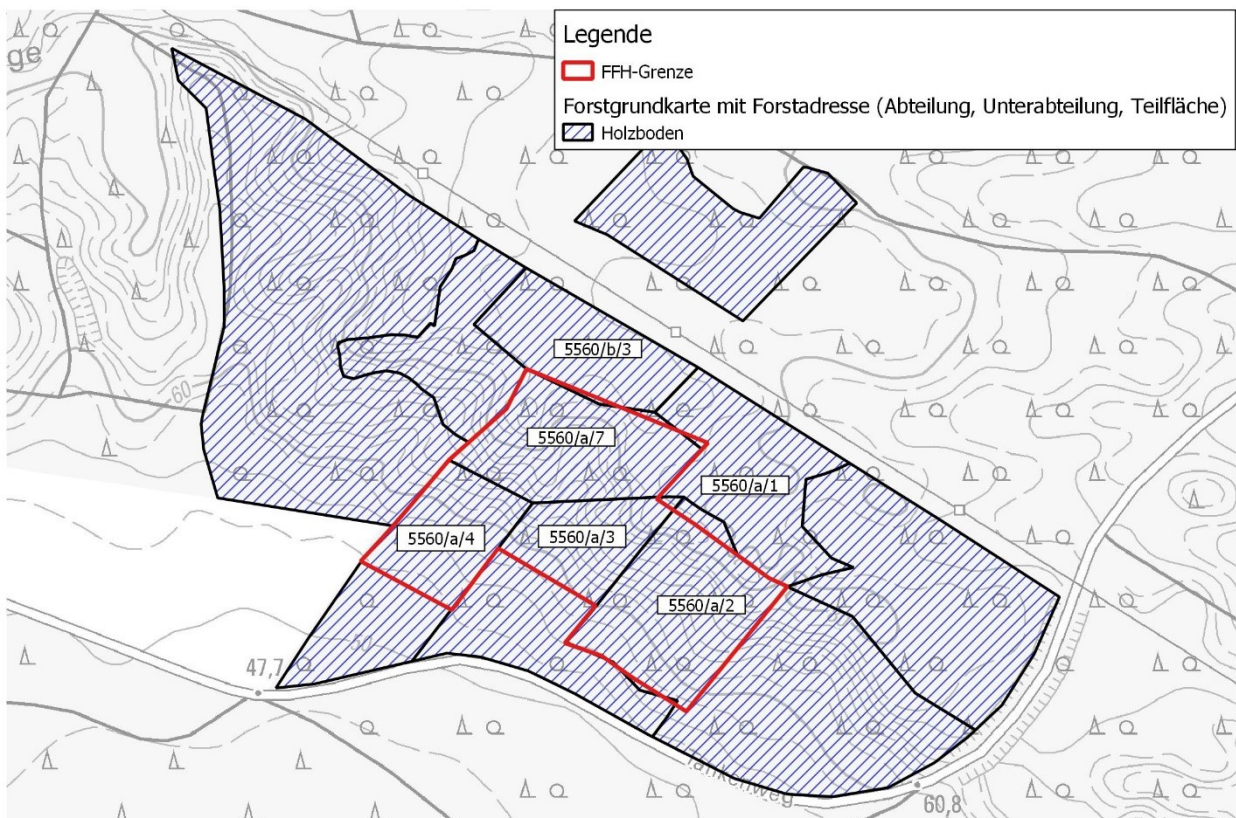 Legende
FFH-Grenze
Forstgrundkarte mit Forstadresse (Abteilung, Unterabteilung, Teilfläche)
Holzboden
ge
5560/b/3
60
5560/a/7
5560/a/1
5560/a/4
5560/a/3
5560/a/2
50
47,7
60,8